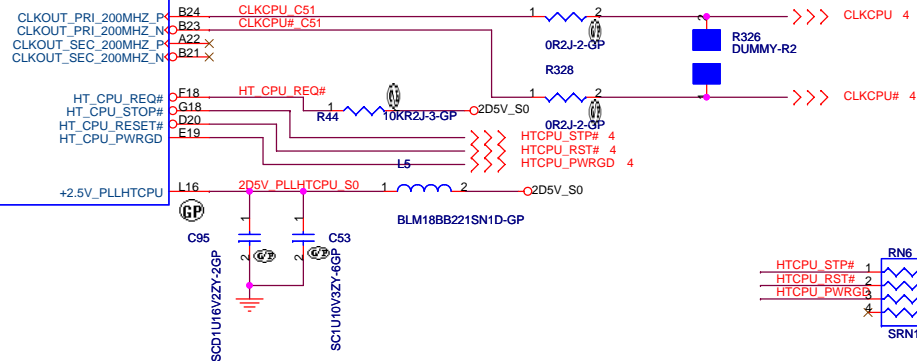 CLKOUT_PRI_200MHZ_P B24 CLKCPU_C51 1 2 CLKCPU 4
CLKOUT_PRI_200MHZ_N B23 CLKCPU#_C51
CLKOUT_SEC_200MHZ_P A22
CLKOUT_SEC_200MHZ_N B21
0R2J-2-GP
R326
DUMMY-R2
2
R328
1 2 1 CLKCPU# 4
0R2J-2-GP
HT_CPU_REQ# F18 HT_CPU_REQ#
HT_CPU_STOP# G18
HT_CPU_RESET# D20
HT_CPU_PWRGD E19
R44 1 2 10KR2J-3-GP 2D5V_S0
HTCPU_STP# 4
HTCPU_RST# 4
HTCPU_PWRGD 4
L5
+2.5V_PLLHTCPU L16 2D5V_PLLHTCPU_S0 1 2 2D5V_S0
GP
BLM18BB221SN1D-GP
C95 1 2
SCD1U16V2ZY-2GP
C53 1 2
SC1U10V3ZY-6GP
RN6
HTCPU_STP# 1
HTCPU_RST# 2
HTCPU_PWRGD 3
4
SRN1